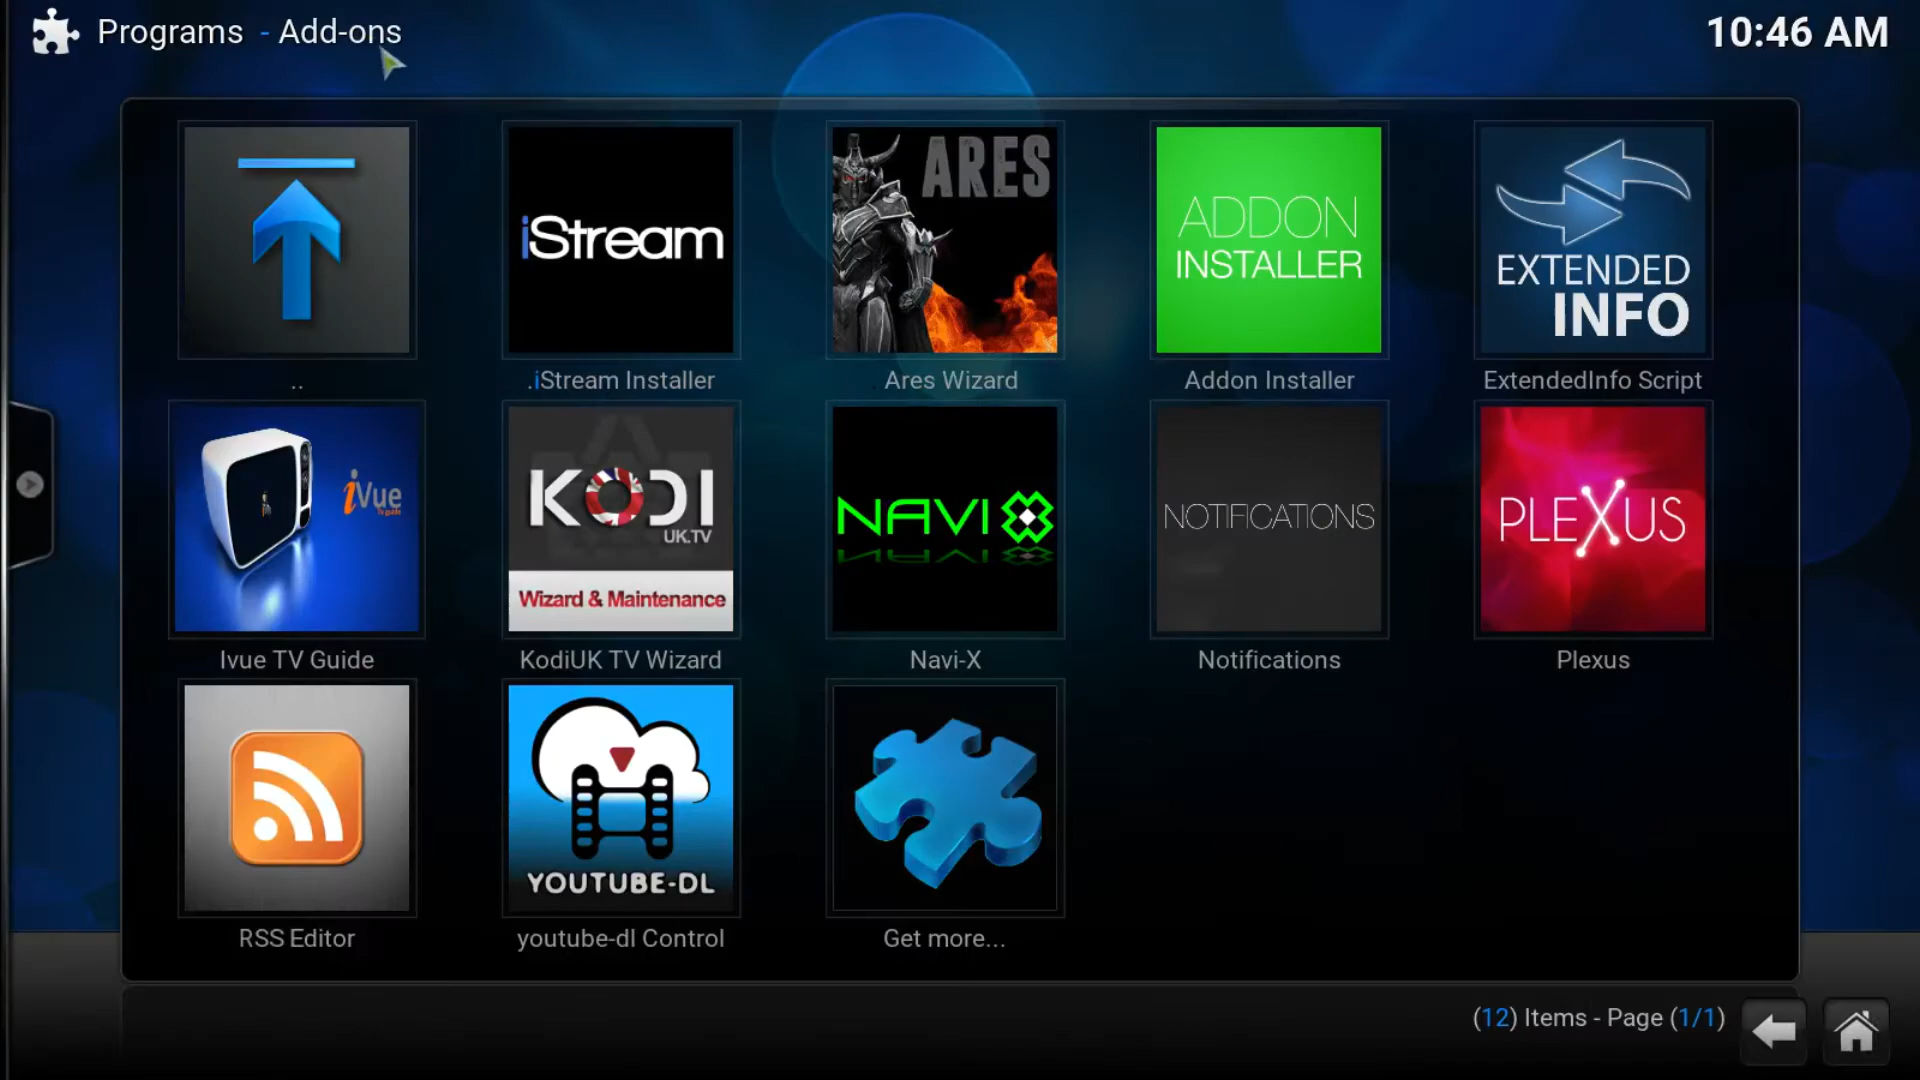 Programs - Add-ons
10:46 AM
iStream
ARES
ADDON
INSTALLER
EXTENDED
INFO
..
.iStream Installer
Ares Wizard
Addon Installer
ExtendedInfo Script
iVue
TV guide
KODI
UK.TV
Wizard & Maintenance
NAVI X
NOTIFICATIONS
PLEXUS
Ivue TV Guide
KodiUK TV Wizard
Navi-X
Notifications
Plexus
YOUTUBE-DL
RSS Editor
youtube-dl Control
Get more...
(12) Items - Page (1/1)